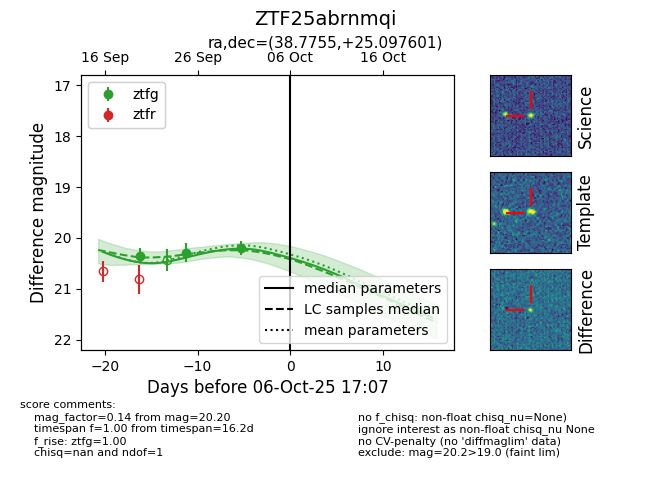 ZTF25abrnmqi
ra,dec=(38.7755,+25.097601)
16 Sep 26 Sep 06 Oct 16 Oct
17
18
19
20
21
22
Difference magnitude
ztfg
ztfr
median parameters
LC samples median
mean parameters
−20 −10 0 10
Days before 06-Oct-25 17:07
Science
Template
Difference
score comments:
mag_factor=0.14 from mag=20.20
timespan f=1.00 from timespan=16.2d
f_rise: ztfg=1.00
chisq=nan and ndof=1
no f_chisq: non-float chisq_nu=None)
ignore interest as non-float chisq_nu None
no CV-penalty (no 'diffmaglim' data)
exclude: mag=20.2>19.0 (faint lim)